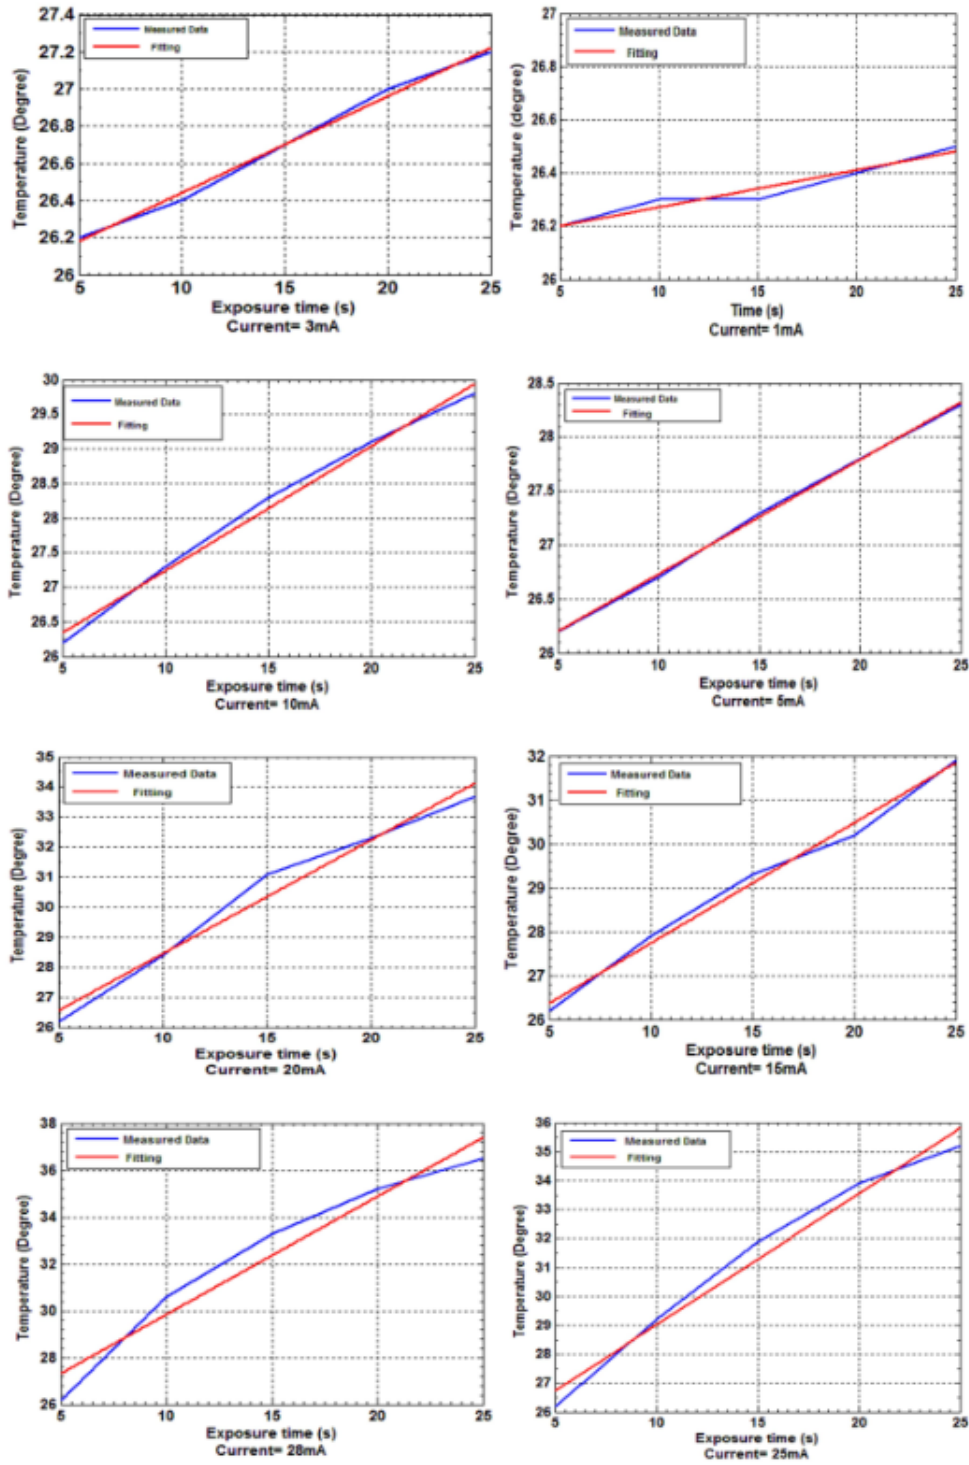 27.4
27.2
27
26.8
26.6
26.4
26.2
26
Temperature (Degree)
Measured Data
Fitting
5 10 15 20 25
Exposure time (s)
Current= 3mA
27
26.8
26.6
26.4
26.2
26
Temperature (degree)
Measured Data
Fitting
5 10 15 20 25
Time (s)
Current= 1mA
30
29.5
29
28.5
28
27.5
27
26.5
26
Temperature (Degree)
Measured Data
Fitting
5 10 15 20 25
Exposure time (s)
Current= 10mA
28.5
28
27.5
27
26.5
26
Temperature (Degree)
Measured Data
Fitting
5 10 15 20 25
Exposure time (s)
Current= 5mA
35
33
32
31
30
29
28
26
26
Temperature (Degree)
Measured Data
Fitting
5 10 15 20 25
Exposure time (s)
Current= 20mA
32
31
30
29
28
27
26
Temperature (Degree)
Measured Data
Fitting
5 10 15 20 25
Exposure time (s)
Current= 15mA
38
36
34
32
30
28
26
Temperature (Degree)
Measured Data
Fitting
5 10 15 20 25
Exposure time (s)
Current= 28mA
36
35
34
32
31
30
29
28
26
26
Temperature (Degree)
Measured Data
Fitting
5 10 15 20 25
Exposure time (s)
Current= 25mA